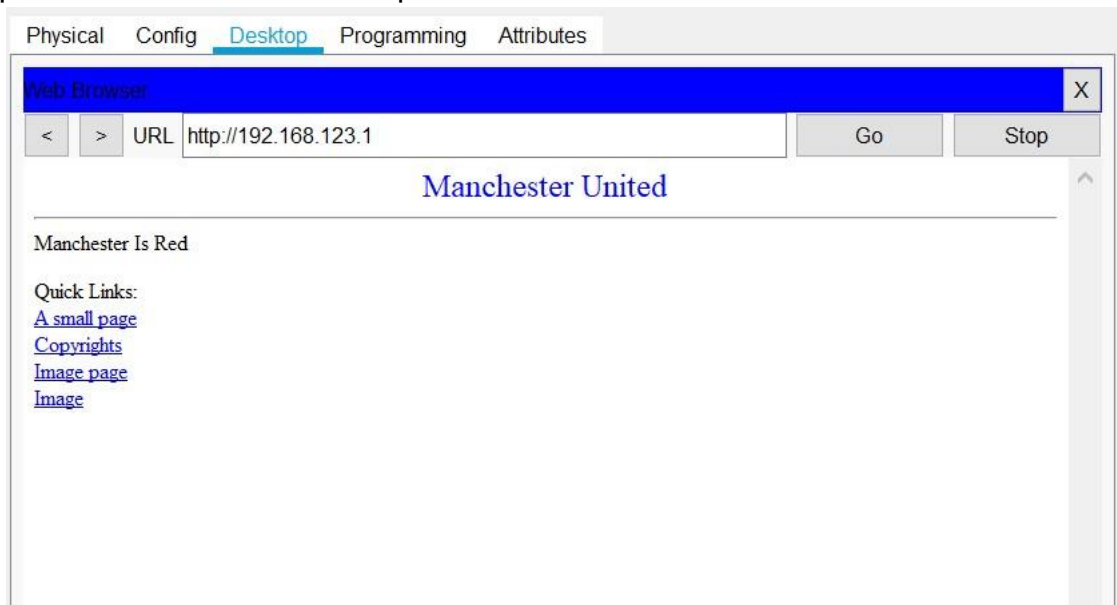 Physical Config Desktop Programming Attributes
Web Browser X
< > URL http://192.168.123.1 Go Stop
Manchester United
Manchester Is Red
Quick Links:
A small page
Copyrights
Image page
Image